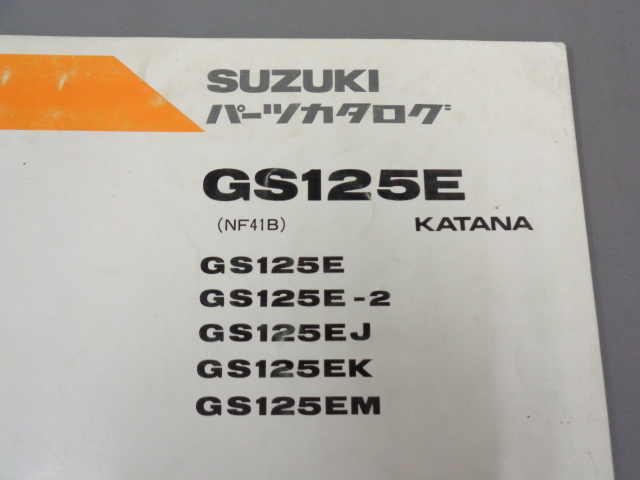 SUZUKI
パーツカタログ
GS125E
(NF41B) KATANA
GS125E
GS125E-2
GS125EJ
GS125EK
GS125EM